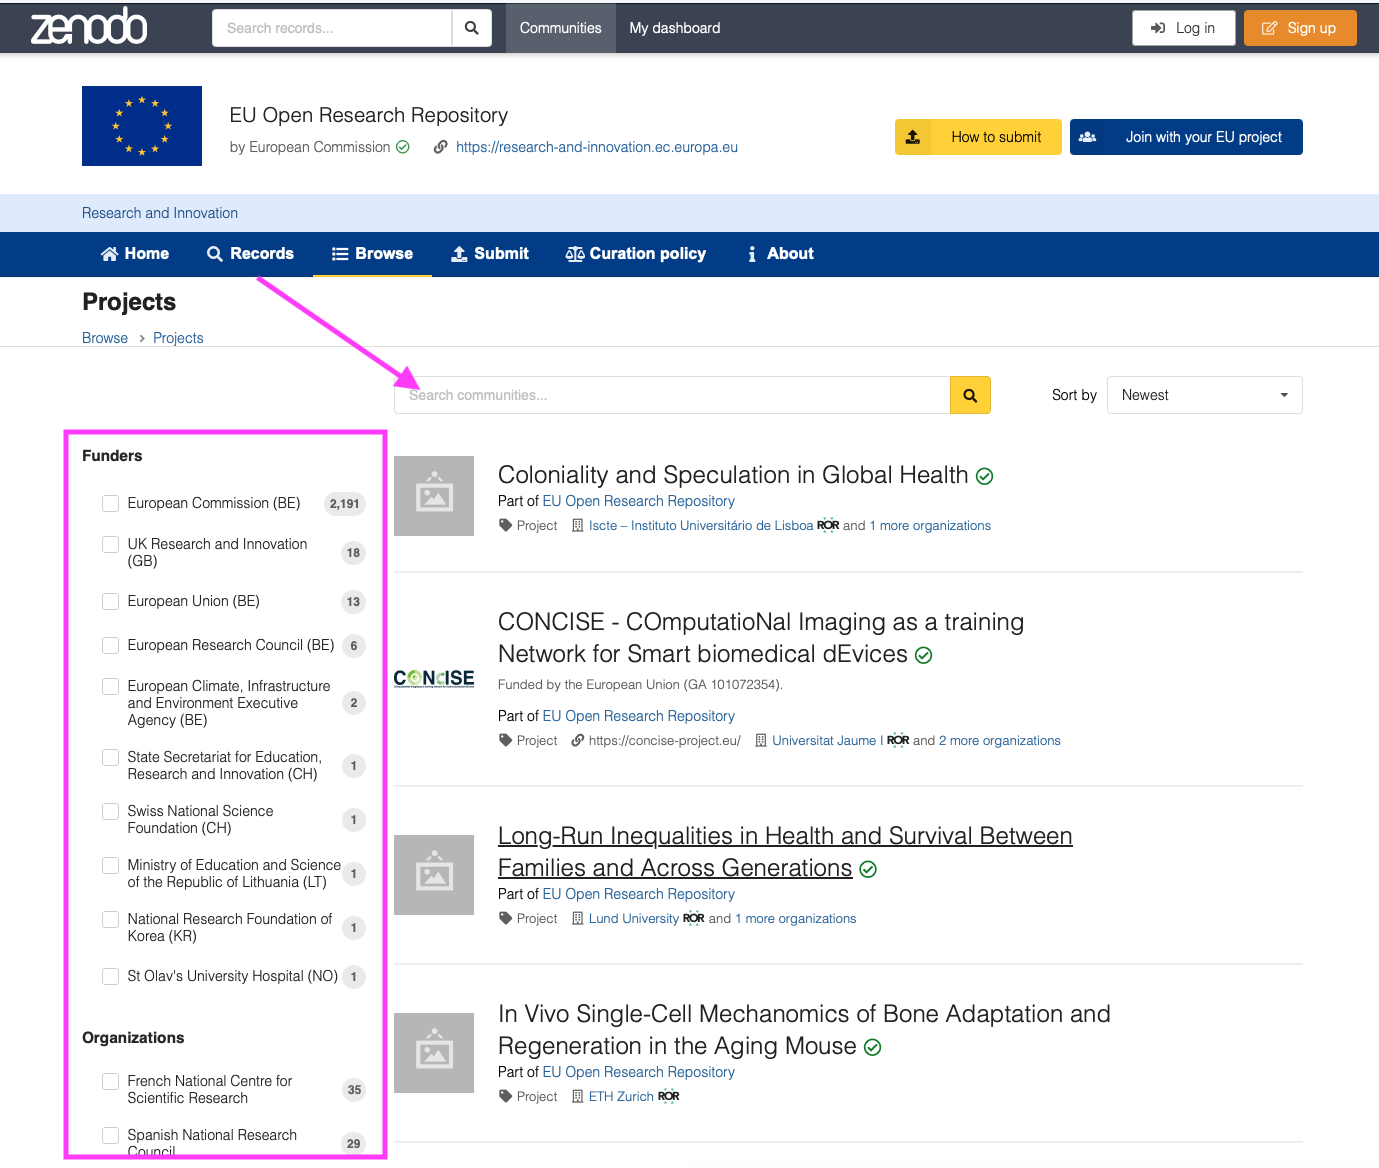 zenodo
Search records...
Communities
My dashboard
Log in
Sign up
EU Open Research Repository
by European Commission
https://research-and-innovation.ec.europa.eu
How to submit
Join with your EU project
Research and Innovation
Home
Records
Browse
Submit
Curation policy
About
Projects
Browse > Projects
Search communities...
Sort by
Newest
Funders
European Commission (BE) 2,191
UK Research and Innovation
(GB) 18
European Union (BE) 13
European Research Council (BE) 6
European Climate, Infrastructure
and Environment Executive
Agency (BE) 2
State Secretariat for Education,
Research and Innovation (CH) 1
Swiss National Science
Foundation (CH) 1
Ministry of Education and Science
of the Republic of Lithuania (LT) 1
National Research Foundation of
Korea (KR) 1
St Olav's University Hospital (NO) 1
Organizations
French National Centre for
Scientific Research 35
Spanish National Research
Council 29
Coloniality and Speculation in Global Health
Part of EU Open Research Repository
Project Iscte – Instituto Universitário de Lisboa ROR and 1 more organizations
CONCISE
CONCISE - COmputatioNal Imaging as a training
Network for Smart biomedical dEvices
Funded by the European Union (GA 101072354).
Part of EU Open Research Repository
Project https://concise-project.eu/ Universitat Jaume I ROR and 2 more organizations
Long-Run Inequalities in Health and Survival Between
Families and Across Generations
Part of EU Open Research Repository
Project Lund University ROR and 1 more organizations
In Vivo Single-Cell Mechanomics of Bone Adaptation and
Regeneration in the Aging Mouse
Part of EU Open Research Repository
Project ETH Zurich ROR